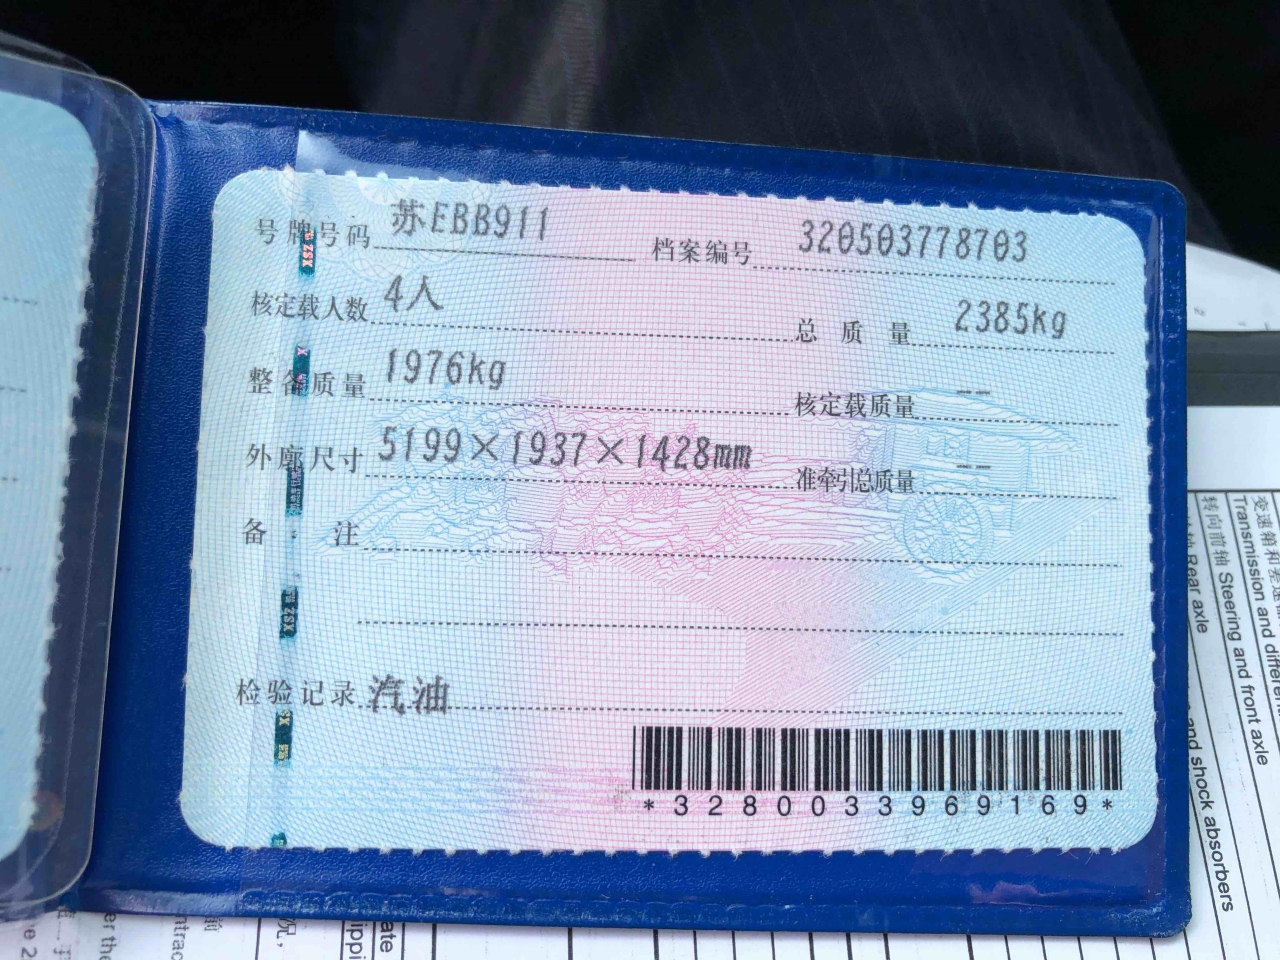 号牌号码 苏EBB911 档案编号 320503778703
核定载人数 4人 总质量 2385kg
整备质量 1976kg 核定载质量 --
外廓尺寸 5199×1937×1428mm 准牵引总质量 --
备注
检验记录 汽油
*3280033969169*
变速箱和差速
Transmission and differen
转向前轴 Steering and front axle
Rear axle
and shock absorbers